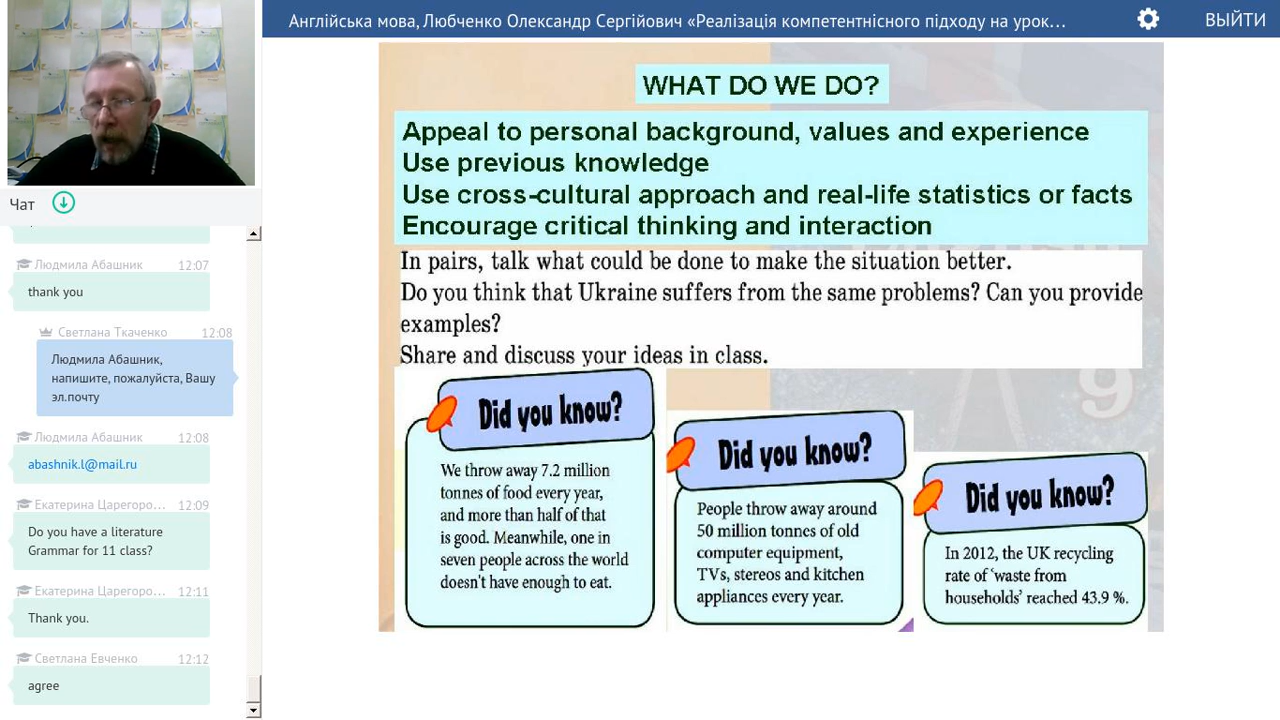 Англійська мова, Любченко Олександр Сергійович «Реалізація компетентнісного підходу на урок...
ВЫЙТИ
Чат
Людмила Абашник 12:07
thank you
Светлана Ткаченко 12:08
Людмила Абашник,
напишите, пожалуйста, Вашу
эл.почту
Людмила Абашник 12:08
abashnik.l@mail.ru
Екатерина Царегоро... 12:09
Do you have a literature
Grammar for 11 class?
Екатерина Царегоро... 12:11
Thank you.
Светлана Евченко 12:12
agree
WHAT DO WE DO?
Appeal to personal background, values and experience
Use previous knowledge
Use cross-cultural approach and real-life statistics or facts
Encourage critical thinking and interaction
In pairs, talk what could be done to make the situation better.
Do you think that Ukraine suffers from the same problems? Can you provide
examples?
Share and discuss your ideas in class.
Did you know?
We throw away 7.2 million
tonnes of food every year,
and more than half of that
is good. Meanwhile, one in
seven people across the world
doesn't have enough to eat.
Did you know?
People throw away around
50 million tonnes of old
computer equipment,
TVs, stereos and kitchen
appliances every year.
Did you know?
In 2012, the UK recycling
rate of 'waste from
households' reached 43.9 %.
9